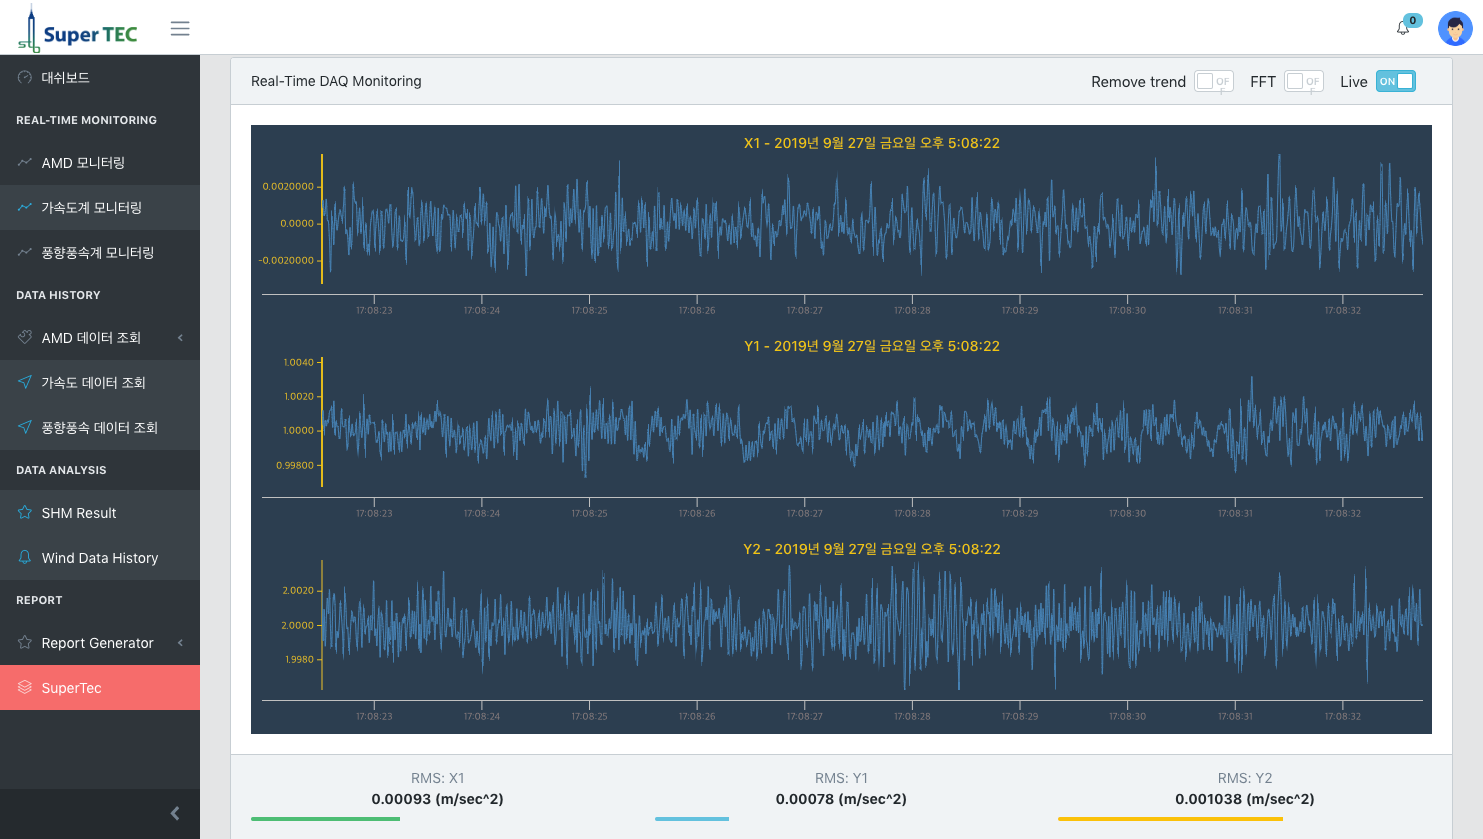 Super TEC
0
대쉬보드
REAL-TIME MONITORING
AMD 모니터링
가속도계 모니터링
풍향풍속계 모니터링
DATA HISTORY
AMD 데이터 조회
가속도 데이터 조회
풍향풍속 데이터 조회
DATA ANALYSIS
SHM Result
Wind Data History
REPORT
Report Generator
SuperTec
Real-Time DAQ Monitoring
Remove trend OFF FFT OFF Live ON
X1 - 2019년 9월 27일 금요일 오후 5:08:22
0.0020000
0.0000
-0.0020000
17:08:23 17:08:24 17:08:25 17:08:26 17:08:27 17:08:28 17:08:29 17:08:30 17:08:31 17:08:32
Y1 - 2019년 9월 27일 금요일 오후 5:08:22
1.0040
1.0020
1.0000
0.99800
17:08:23 17:08:24 17:08:25 17:08:26 17:08:27 17:08:28 17:08:29 17:08:30 17:08:31 17:08:32
Y2 - 2019년 9월 27일 금요일 오후 5:08:22
2.0020
2.0000
1.9980
17:08:23 17:08:24 17:08:25 17:08:26 17:08:27 17:08:28 17:08:29 17:08:30 17:08:31 17:08:32
RMS: X1 RMS: Y1 RMS: Y2
0.00093 (m/sec^2) 0.00078 (m/sec^2) 0.001038 (m/sec^2)